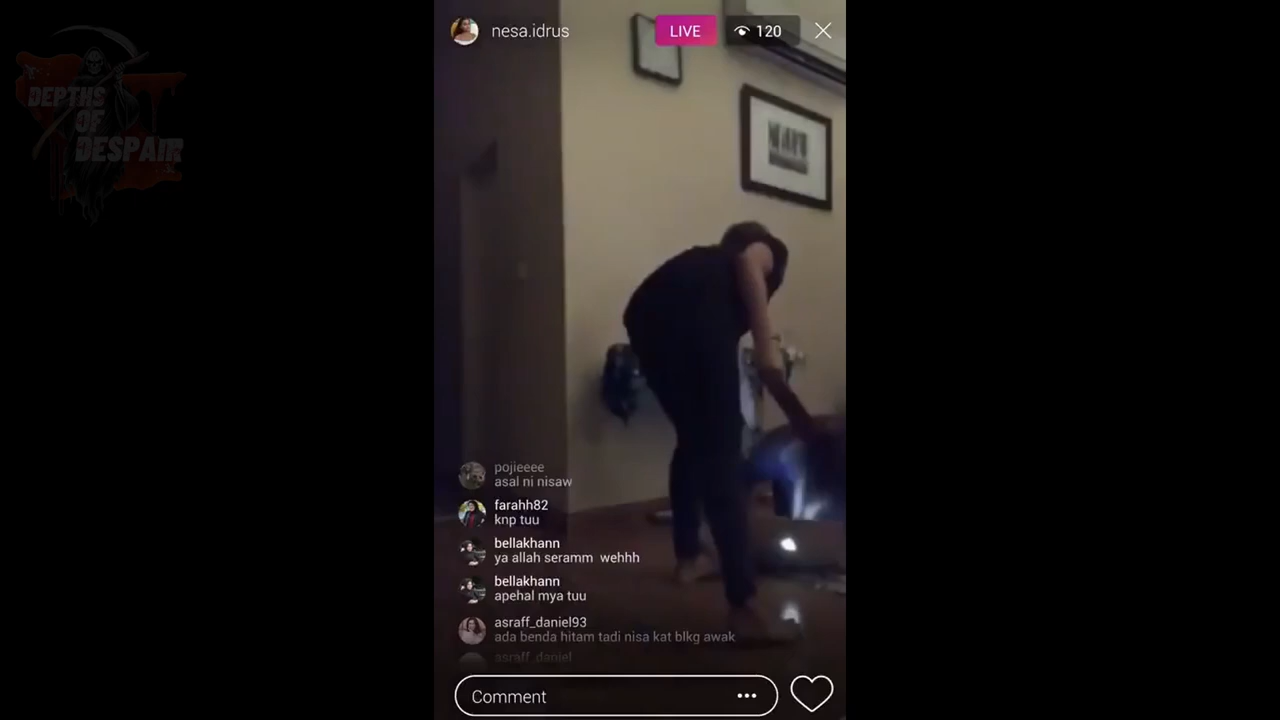 nesa.idrus
LIVE
120
DEPTHS
OF
DESPAIR
pojieeee
asal ni nisaw
farahh82
knp tuu
bellakhann
ya allah seramm wehhh
bellakhann
apehal mya tuu
asraff_daniel93
ada benda hitam tadi nisa kat blkg awak
asraff_daniel
Comment